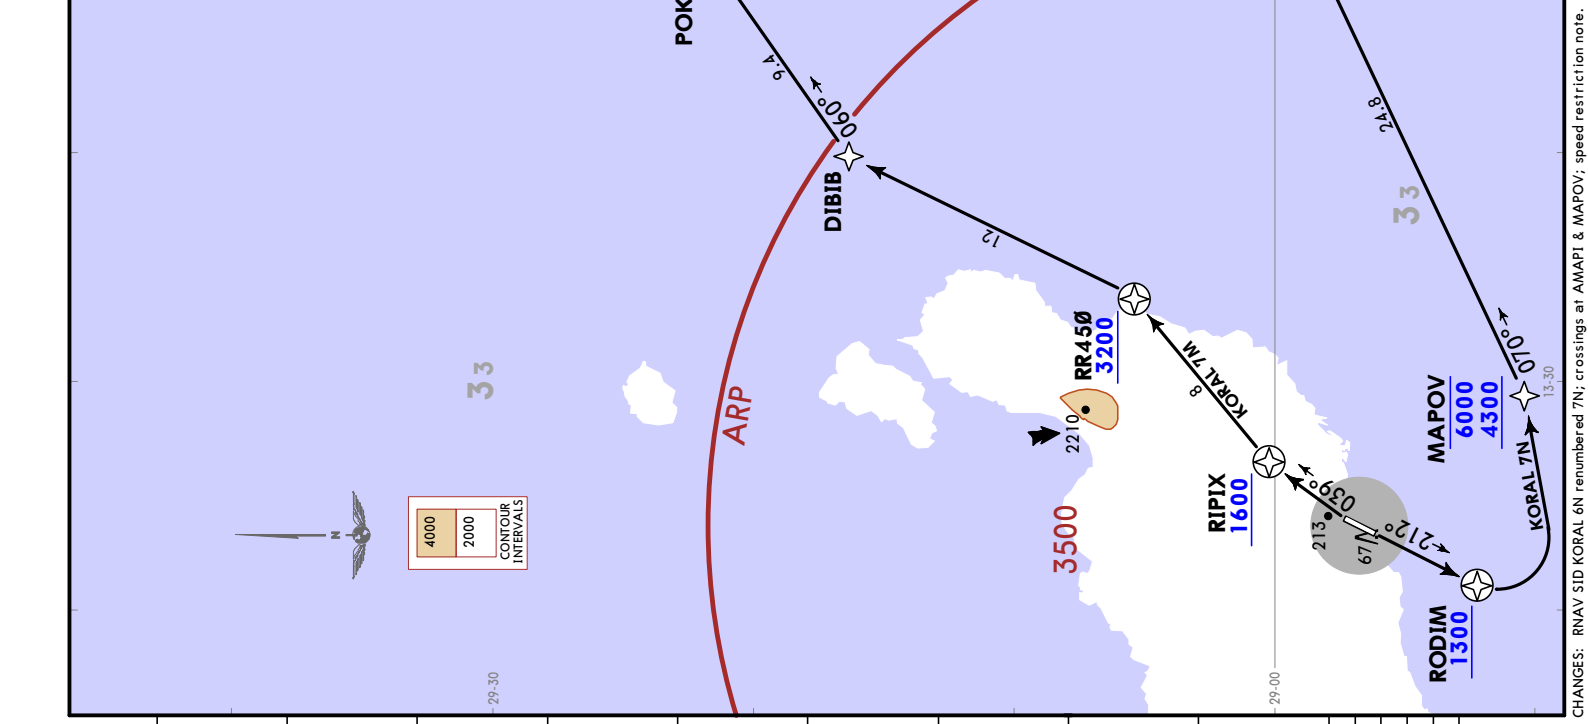 POK
9.4
060°
DIBIB
12
24.8
33
33
ARP
RR45Ø
3200
KORAL 7M
8
2210
070°
13-30
MAPOV
6000
4300
KORAL 7N
N
4000
2000
CONTOUR
INTERVALS
3500
RIPIX
1600
039°
213
67
212°
RODIM
1300
29-30
29-00
CHANGES: RNAV SID KORAL 6N renumbered 7N; crossings at AMAPI & MAPOV; speed restriction note.